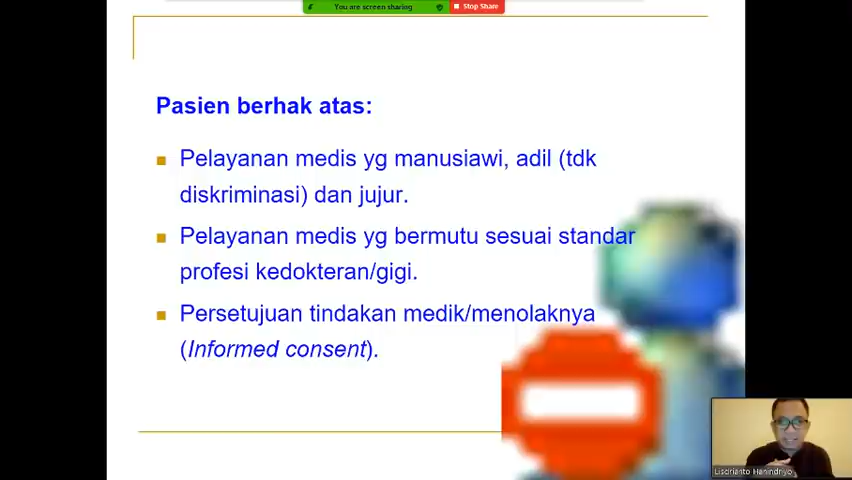 You are screen sharing
Stop Share
Pasien berhak atas:
Pelayanan medis yg manusiawi, adil (tdk
diskriminasi) dan jujur.
Pelayanan medis yg bermutu sesuai standar
profesi kedokteran/gigi.
Persetujuan tindakan medik/menolaknya
(Informed consent).
Liscirianto Hanindriyo